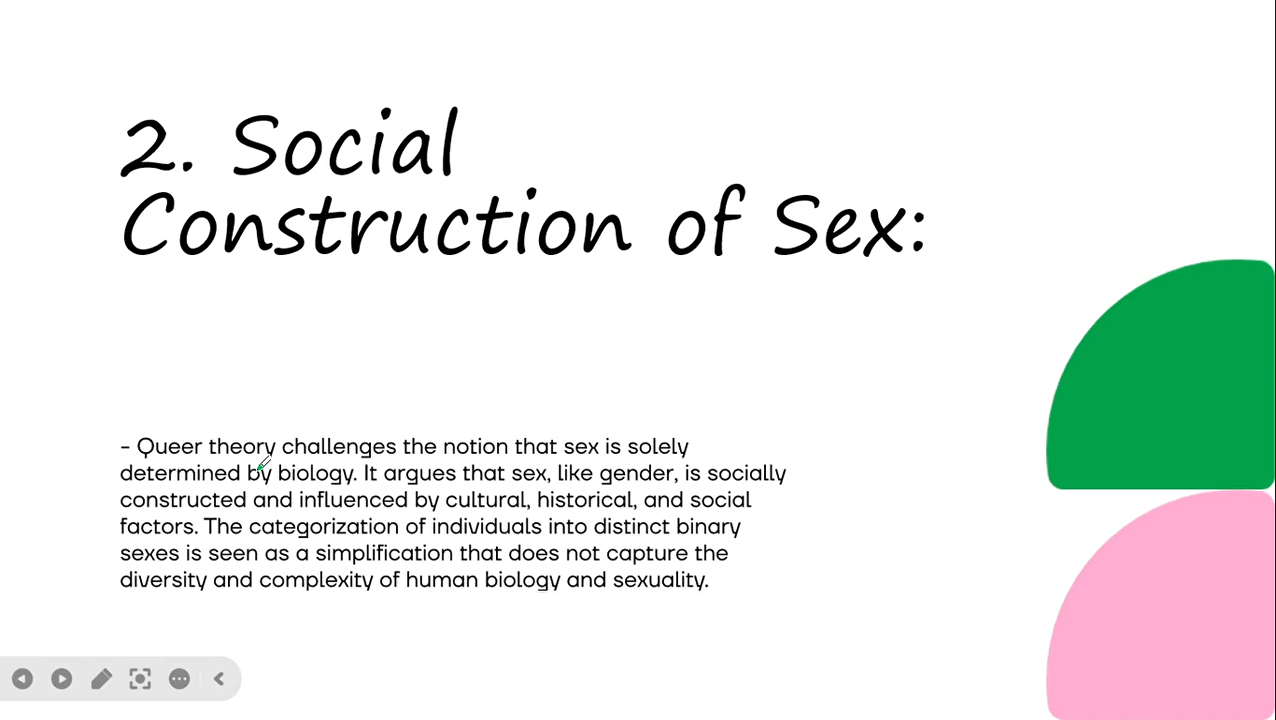 2. Social
Construction of Sex:
- Queer theory challenges the notion that sex is solely
determined by biology. It argues that sex, like gender, is socially
constructed and influenced by cultural, historical, and social
factors. The categorization of individuals into distinct binary
sexes is seen as a simplification that does not capture the
diversity and complexity of human biology and sexuality.